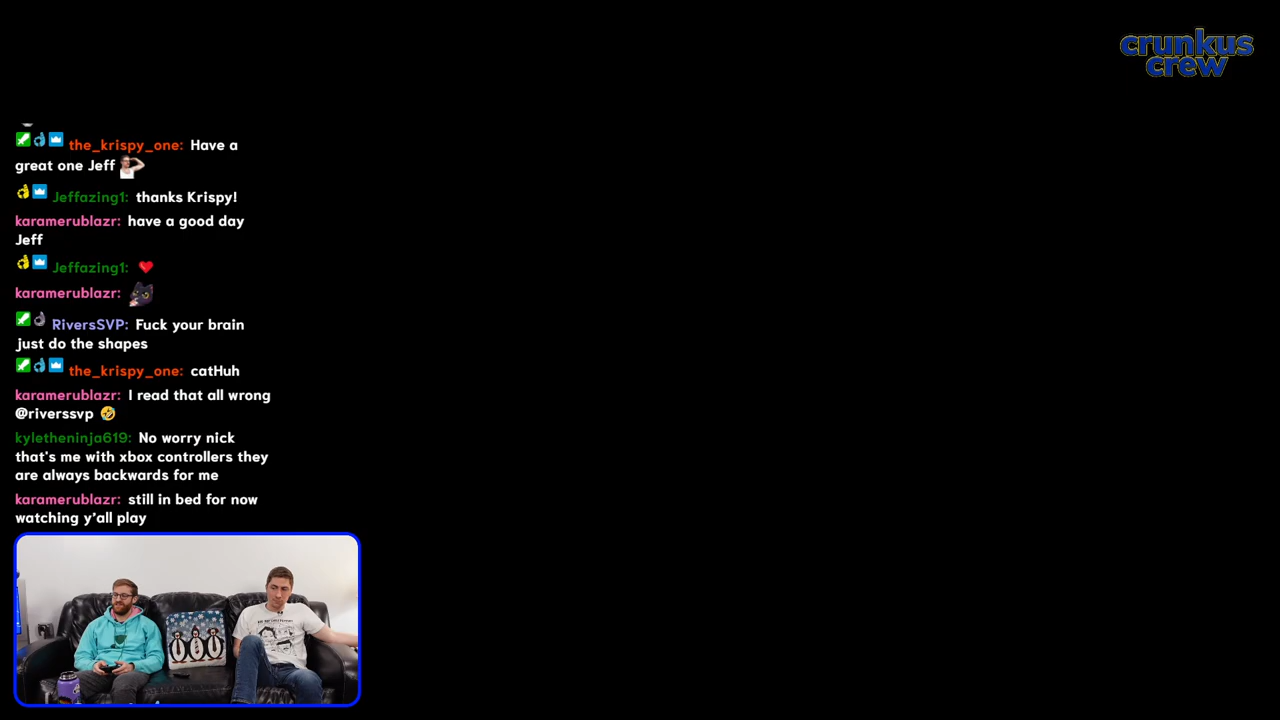 crunkus
crew
the_krispy_one: Have a
great one Jeff
Jeffazing1: thanks Krispy!
karamerublazr: have a good day
Jeff
Jeffazing1:
karamerublazr:
RiversSVP: Fuck your brain
just do the shapes
the_krispy_one: catHuh
karamerublazr: I read that all wrong
@riverssvp 🤣
kyletheninja619: No worry nick
that's me with xbox controllers they
are always backwards for me
karamerublazr: still in bed for now
watching y'all play